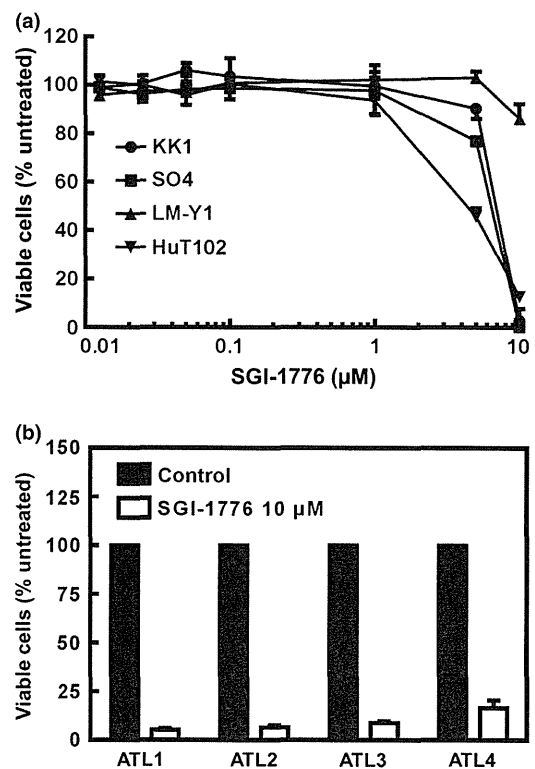 (a)
Viable cells (% untreated)
120
100
80
60
40
20
0
KK1
SO4
LM-Y1
HuT102
0.01 0.1 1 10
SGI-1776 (µM)
(b)
Viable cells (% untreated)
150
125
100
75
50
25
0
Control
SGI-1776 10 µM
ATL1 ATL2 ATL3 ATL4